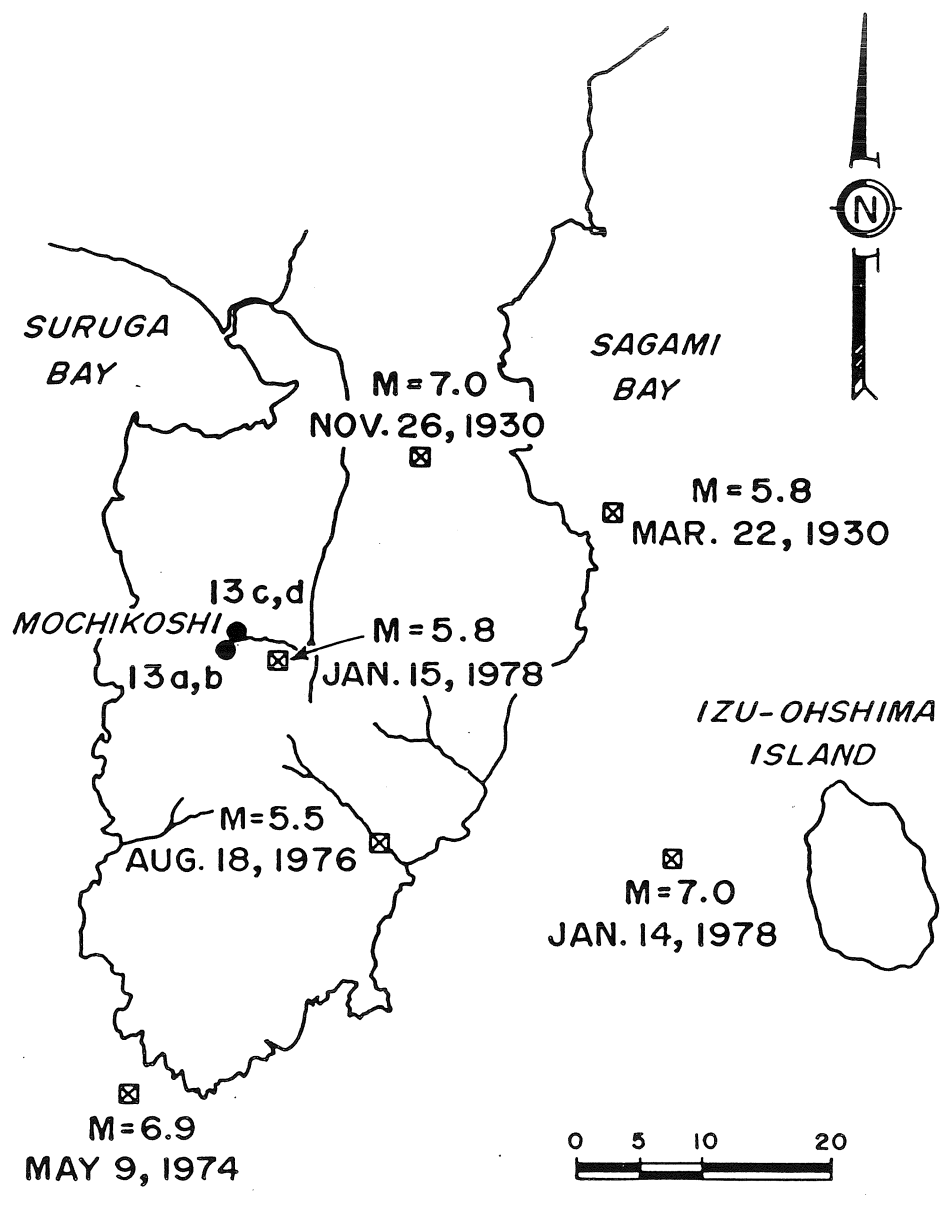 N
SURUGA
BAY
SAGAMI
BAY
M=7.0
NOV. 26, 1930
M=5.8
MAR. 22, 1930
13c,d
MOCHIKOSHI
13a,b
M=5.8
JAN. 15, 1978
IZU-OHSHIMA
ISLAND
M=5.5
AUG. 18, 1976
M=7.0
JAN. 14, 1978
M=6.9
MAY 9, 1974
0 5 10 20